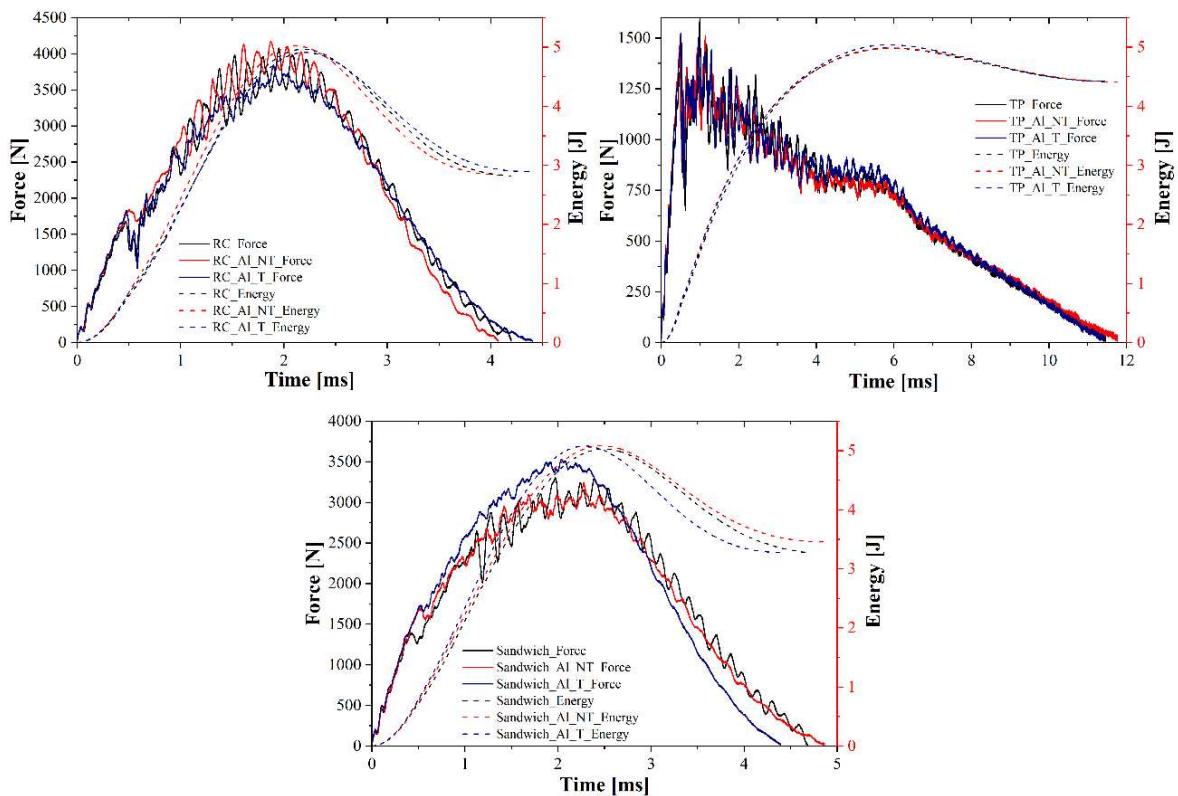 4500
4000
3500
3000
2500
2000
1500
1000
500
0
Force [N]
0 1 2 3 4
Time [ms]
5
4
3
2
1
0
Energy [J]
RC_Force
RC_Al_NT_Force
RC_Al_T_Force
RC_Energy
RC_Al_NT_Energy
RC_Al_T_Energy
1500
1250
1000
750
500
250
0
Force [N]
0 2 4 6 8 10 12
Time [ms]
5
4
3
2
1
0
Energy [J]
TP_Force
TP_Al_NT_Force
TP_Al_T_Force
TP_Energy
TP_Al_NT_Energy
TP_Al_T_Energy
4000
3500
3000
2500
2000
1500
1000
500
0
Force [N]
0 1 2 3 4 5
Time [ms]
5
4
3
2
1
0
Energy [J]
Sandwich_Force
Sandwich_Al_NT_Force
Sandwich_Al_T_Force
Sandwich_Energy
Sandwich_Al_NT_Energy
Sandwich_Al_T_Energy